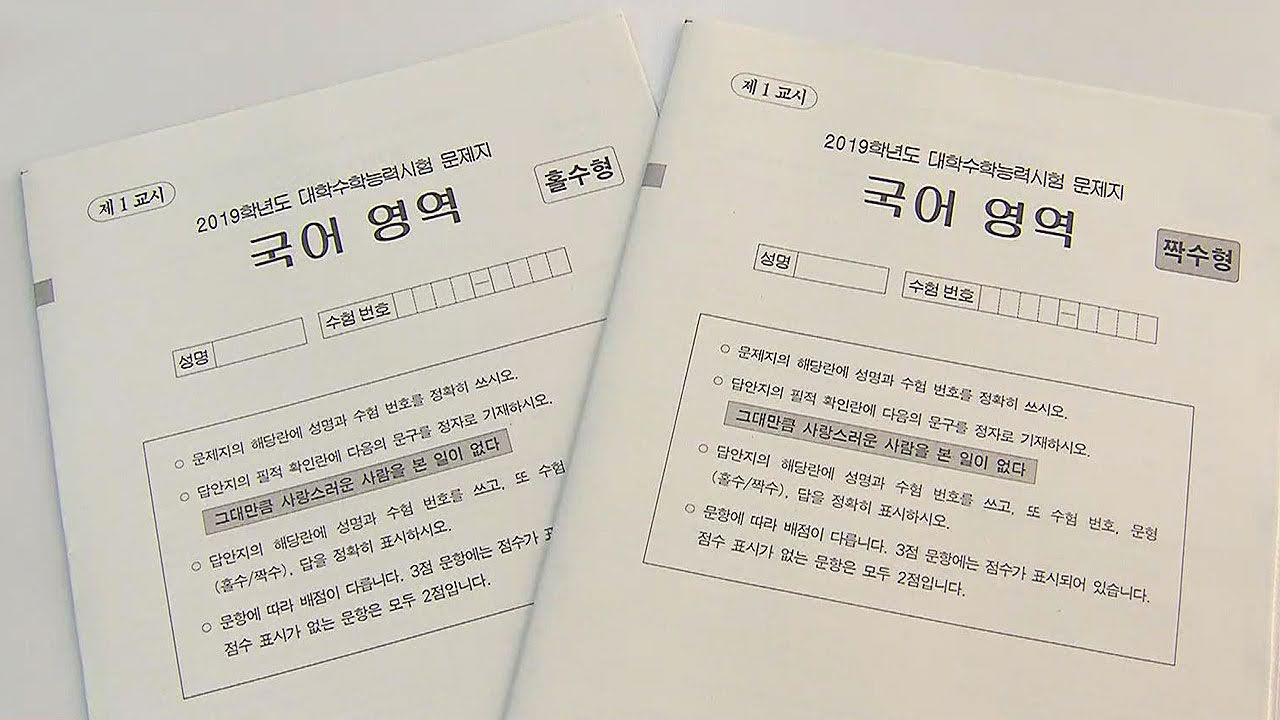 제 1 교시
2019학년도 대학수학능력시험 문제지
국어 영역
홀수형
성명
수험 번호
–
○ 문제지의 해당란에 성명과 수험 번호를 정확히 쓰시오.
○ 답안지의 필적 확인란에 다음의 문구를 정자로 기재하시오.
그대만큼 사랑스러운 사람을 본 일이 없다
○ 답안지의 해당란에 성명과 수험 번호를 쓰고, 또 수험
(홀수/짝수), 답을 정확히 표시하시오.
○ 문항에 따라 배점이 다릅니다. 3점 문항에는 점수가 표
점수 표시가 없는 문항은 모두 2점입니다.
제 1 교시
2019학년도 대학수학능력시험 문제지
국어 영역
짝수형
성명
수험 번호
–
○ 문제지의 해당란에 성명과 수험 번호를 정확히 쓰시오.
○ 답안지의 필적 확인란에 다음의 문구를 정자로 기재하시오.
그대만큼 사랑스러운 사람을 본 일이 없다
○ 답안지의 해당란에 성명과 수험 번호를 쓰고, 또 수험 번호, 문형
(홀수/짝수), 답을 정확히 표시하시오.
○ 문항에 따라 배점이 다릅니다. 3점 문항에는 점수가 표시되어 있습니다.
점수 표시가 없는 문항은 모두 2점입니다.